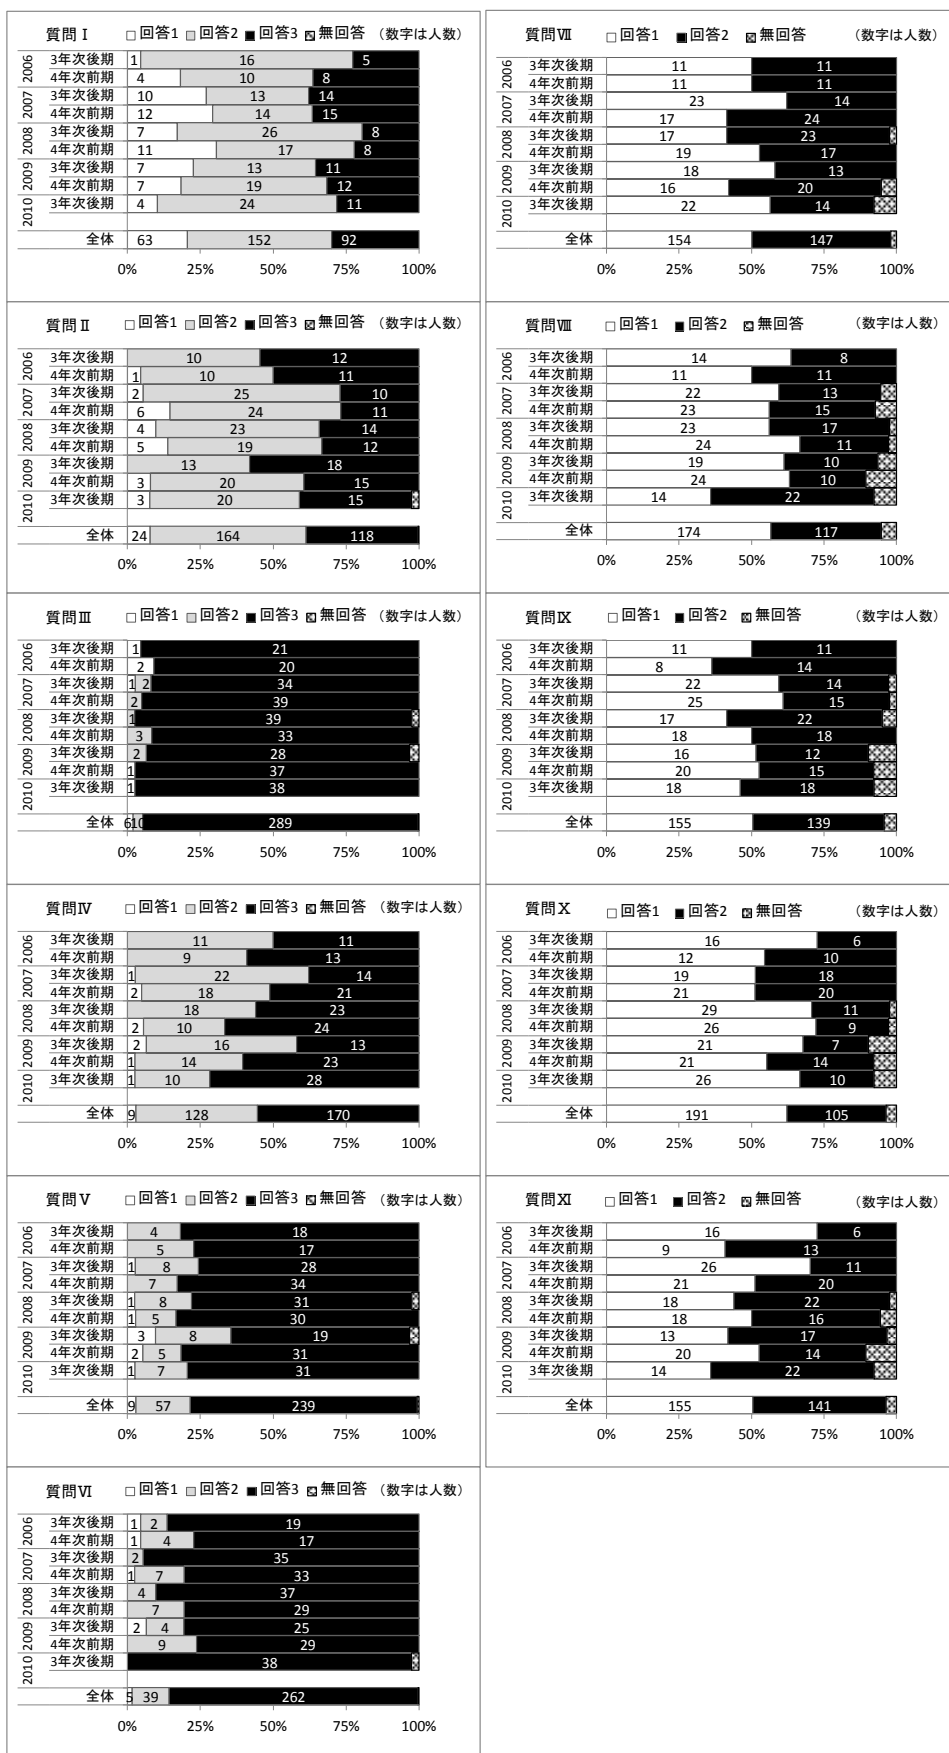 質問Ⅰ □回答1 □回答2 ■回答3 無回答 (数字は人数)
2006 3年次後期 1 16 5
4年次前期 4 10 8
2007 3年次後期 10 13 14
4年次前期 12 14 15
2008 3年次後期 7 26 8
4年次前期 11 17 8
2009 3年次後期 7 13 11
4年次前期 7 19 12
2010 3年次後期 4 24 11
全体 63 152 92
0% 25% 50% 75% 100%
質問Ⅱ □回答1 □回答2 ■回答3 無回答 (数字は人数)
2006 3年次後期 10 12
4年次前期 1 10 11
2007 3年次後期 2 25 10
4年次前期 6 24 11
2008 3年次後期 4 23 14
4年次前期 5 19 12
2009 3年次後期 13 18
4年次前期 3 20 15
2010 3年次後期 3 20 15
全体 24 164 118
0% 25% 50% 75% 100%
質問Ⅲ □回答1 □回答2 ■回答3 無回答 (数字は人数)
2006 3年次後期 1 21
4年次前期 2 20
2007 3年次後期 1 2 34
4年次前期 2 39
2008 3年次後期 1 39
4年次前期 3 33
2009 3年次後期 2 28
4年次前期 1 37
2010 3年次後期 1 38
全体 6 10 289
0% 25% 50% 75% 100%
質問Ⅳ □回答1 □回答2 ■回答3 無回答 (数字は人数)
2006 3年次後期 11 11
4年次前期 9 13
2007 3年次後期 1 22 14
4年次前期 2 18 21
2008 3年次後期 18 23
4年次前期 2 10 24
2009 3年次後期 2 16 13
4年次前期 1 14 23
2010 3年次後期 1 10 28
全体 9 128 170
0% 25% 50% 75% 100%
質問Ⅴ □回答1 □回答2 ■回答3 無回答 (数字は人数)
2006 3年次後期 4 18
4年次前期 5 17
2007 3年次後期 1 8 28
4年次前期 7 34
2008 3年次後期 1 8 31
4年次前期 1 5 30
2009 3年次後期 3 8 19
4年次前期 2 5 31
2010 3年次後期 1 7 31
全体 9 57 239
0% 25% 50% 75% 100%
質問Ⅵ □回答1 □回答2 ■回答3 無回答 (数字は人数)
2006 3年次後期 1 2 19
4年次前期 1 4 17
2007 3年次後期 2 35
4年次前期 1 7 33
2008 3年次後期 4 37
4年次前期 7 29
2009 3年次後期 2 4 25
4年次前期 9 29
2010 3年次後期 38
全体 5 39 262
0% 25% 50% 75% 100%
質問Ⅶ □回答1 ■回答2 無回答 (数字は人数)
2006 3年次後期 11 11
4年次前期 11 11
2007 3年次後期 23 14
4年次前期 17 24
2008 3年次後期 17 23
4年次前期 19 17
2009 3年次後期 18 13
4年次前期 16 20
2010 3年次後期 22 14
全体 154 147
0% 25% 50% 75% 100%
質問Ⅷ □回答1 ■回答2 無回答 (数字は人数)
2006 3年次後期 14 8
4年次前期 11 11
2007 3年次後期 22 13
4年次前期 23 15
2008 3年次後期 23 17
4年次前期 24 11
2009 3年次後期 19 10
4年次前期 24 10
2010 3年次後期 14 22
全体 174 117
0% 25% 50% 75% 100%
質問Ⅸ □回答1 ■回答2 無回答 (数字は人数)
2006 3年次後期 11 11
4年次前期 8 14
2007 3年次後期 22 14
4年次前期 25 15
2008 3年次後期 17 22
4年次前期 18 18
2009 3年次後期 16 12
4年次前期 20 15
2010 3年次後期 18 18
全体 155 139
0% 25% 50% 75% 100%
質問Ⅹ □回答1 ■回答2 無回答 (数字は人数)
2006 3年次後期 16 6
4年次前期 12 10
2007 3年次後期 19 18
4年次前期 21 20
2008 3年次後期 29 11
4年次前期 26 9
2009 3年次後期 21 7
4年次前期 21 14
2010 3年次後期 26 10
全体 191 105
0% 25% 50% 75% 100%
質問Ⅺ □回答1 ■回答2 無回答 (数字は人数)
2006 3年次後期 16 6
4年次前期 9 13
2007 3年次後期 26 11
4年次前期 21 20
2008 3年次後期 18 22
4年次前期 18 16
2009 3年次後期 13 17
4年次前期 20 14
2010 3年次後期 14 22
全体 155 141
0% 25% 50% 75% 100%